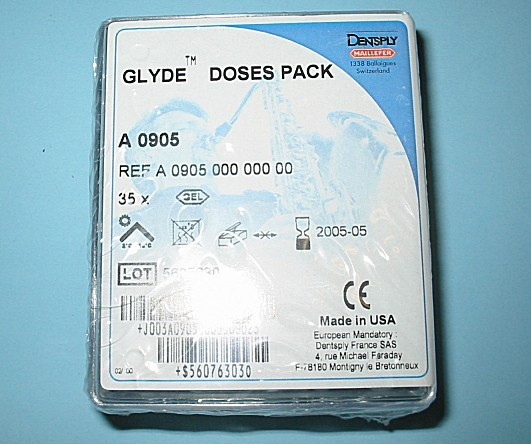 DENTSPLY
MAILLEFER
1338 Ballaigues
Switzerland
GLYDE™ DOSES PACK
A 0905
REF A 0905 000 000 00
35 x GEL
2005-05
LOT
Made in USA
European Mandatory :
Dentsply France SAS
4, rue Michael Faraday
F-78180 Montigny le Bretonneux
+$560763030